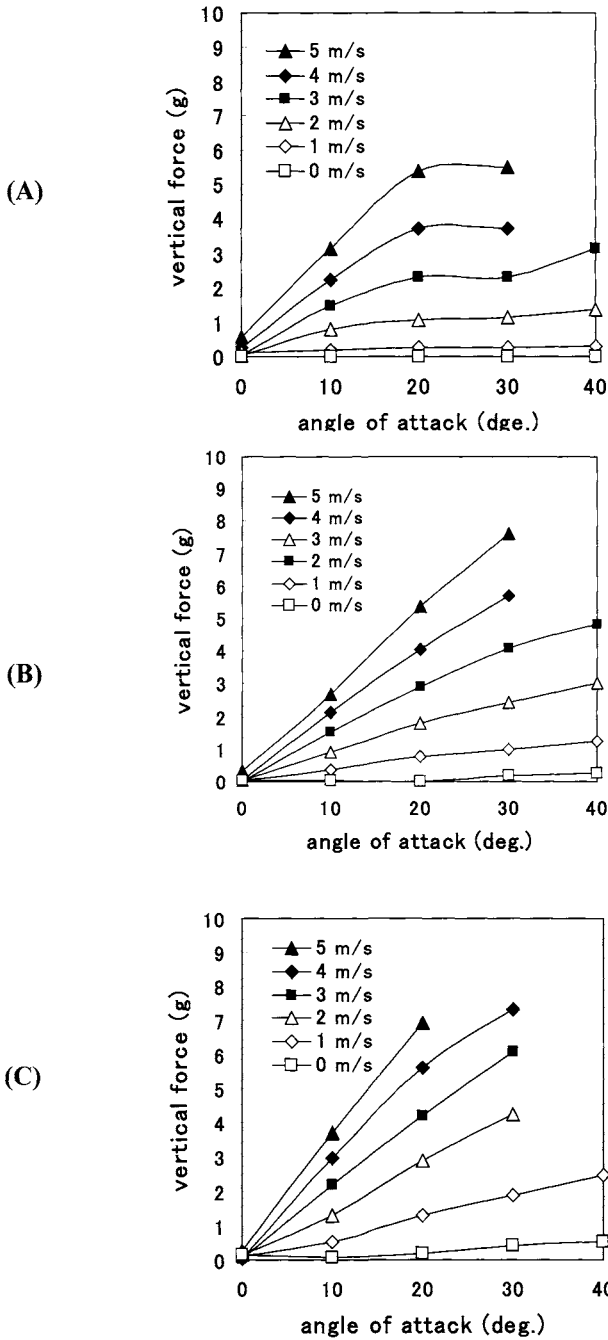 (A)
vertical force (g)
10
9
8
7
6
5
4
3
2
1
0
5 m/s
4 m/s
3 m/s
2 m/s
1 m/s
0 m/s
0 10 20 30 40
angle of attack (dge.)
(B)
vertical force (g)
10
9
8
7
6
5
4
3
2
1
0
5 m/s
4 m/s
3 m/s
2 m/s
1 m/s
0 m/s
0 10 20 30 40
angle of attack (deg.)
(C)
vertical force (g)
10
9
8
7
6
5
4
3
2
1
0
5 m/s
4 m/s
3 m/s
2 m/s
1 m/s
0 m/s
0 10 20 30 40
angle of attack (deg.)